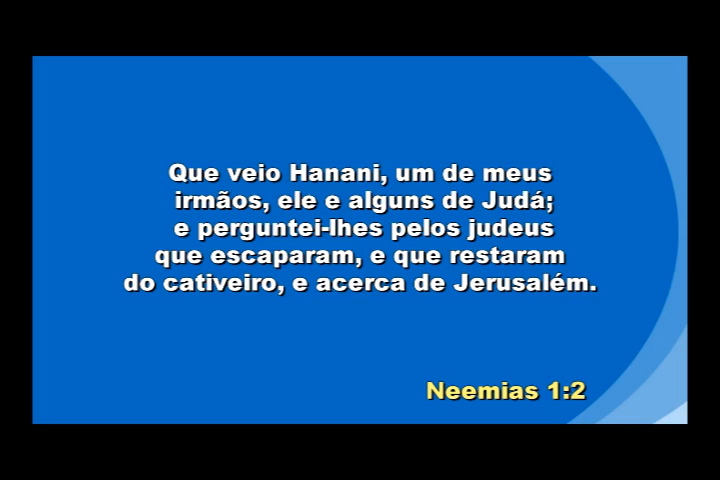 Que veio Hanani, um de meus
irmãos, ele e alguns de Judá;
e perguntei-lhes pelos judeus
que escaparam, e que restaram
do cativeiro, e acerca de Jerusalém.
Neemias 1:2